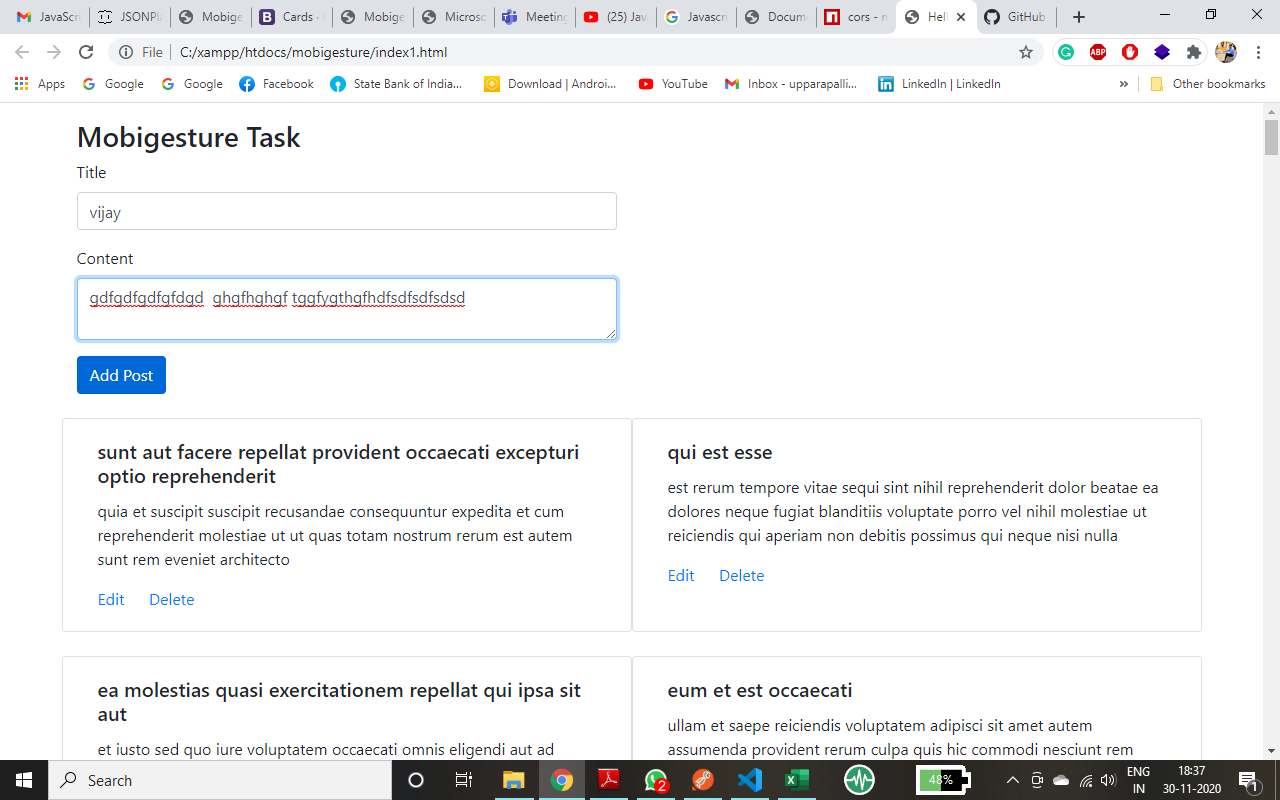 JavaScri
JSONPl
Mobige
Cards ·
Mobige
Microsc
Meeting
(25) Jav
Javascri
Docum
cors - n
Hell
GitHub
File
C:/xampp/htdocs/mobigesture/index1.html
ABP
Apps
Google
Google
Facebook
State Bank of India...
Download | Androi...
YouTube
Inbox - upparapalli...
LinkedIn | LinkedIn
»
Other bookmarks
Mobigesture Task
Title
vijay
Content
gdfgdfgdfgfdgd  ghgfhghgf tggfygthgfhdfsdfsdfsdsd
Add Post
sunt aut facere repellat provident occaecati excepturi
optio reprehenderit
quia et suscipit suscipit recusandae consequuntur expedita et cum
reprehenderit molestiae ut ut quas totam nostrum rerum est autem
sunt rem eveniet architecto
Edit
Delete
qui est esse
est rerum tempore vitae sequi sint nihil reprehenderit dolor beatae ea
dolores neque fugiat blanditiis voluptate porro vel nihil molestiae ut
reiciendis qui aperiam non debitis possimus qui neque nisi nulla
Edit
Delete
ea molestias quasi exercitationem repellat qui ipsa sit
aut
et iusto sed quo iure voluptatem occaecati omnis eligendi aut ad
eum et est occaecati
ullam et saepe reiciendis voluptatem adipisci sit amet autem
assumenda provident rerum culpa quis hic commodi nesciunt rem
Search
2
48%
ENG
IN
18:37
30-11-2020
1